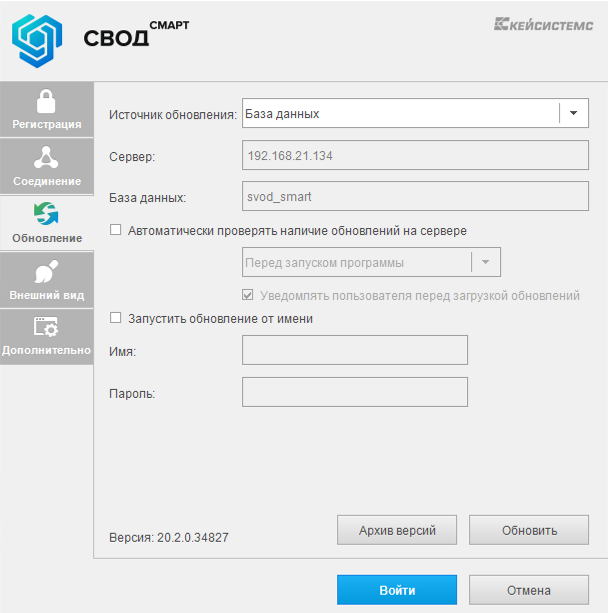 СВОД СМАРТ
КЕЙСИСТЕМС
Регистрация
Соединение
Обновление
Внешний вид
Дополнительно
Источник обновления: База данных
Сервер: 192.168.21.134
База данных: svod_smart
Автоматически проверять наличие обновлений на сервере
Перед запуском программы
Уведомлять пользователя перед загрузкой обновлений
Запустить обновление от имени
Имя:
Пароль:
Версия: 20.2.0.34827
Архив версий
Обновить
Войти
Отмена